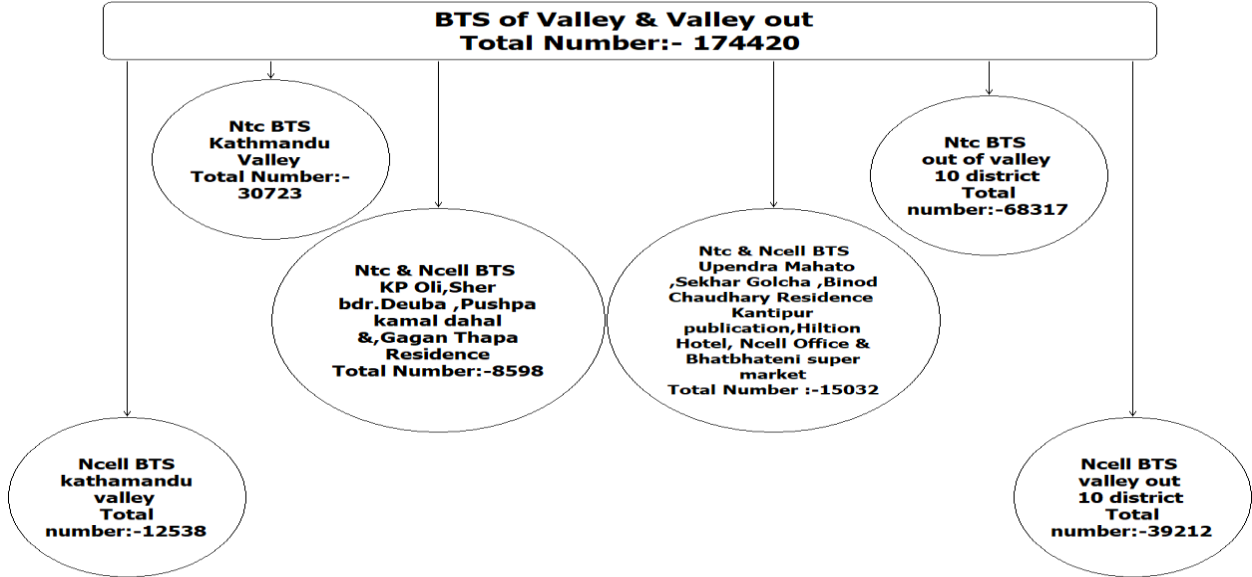 BTS of Valley & Valley out
Total Number:- 174420
Ntc BTS
Kathmandu
Valley
Total Number:-
30723
Ntc BTS
out of valley
10 district
Total
number:-68317
Ntc & Ncell BTS
KP Oli,Sher
bdr.Deuba ,Pushpa
kamal dahal
&,Gagan Thapa
Residence
Total Number:-8598
Ntc & Ncell BTS
Upendra Mahato
,Sekhar Golcha ,Binod
Chaudhary Residence
Kantipur
publication,Hiltion
Hotel, Ncell Office &
Bhatbhateni super
market
Total Number :-15032
Ncell BTS
kathamandu
valley
Total
number:-12538
Ncell BTS
valley out
10 district
Total
number:-39212